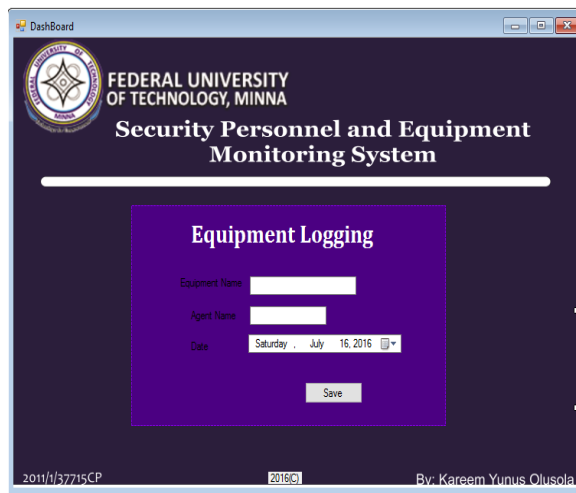 DashBoard
FEDERAL UNIVERSITY
OF TECHNOLOGY, MINNA
Security Personnel and Equipment
Monitoring System
Equipment Logging
Equipment Name
Agent Name
Date
Saturday , July 16, 2016
Save
2011/1/37715CP
2016(C)
By: Kareem Yunus Olusola